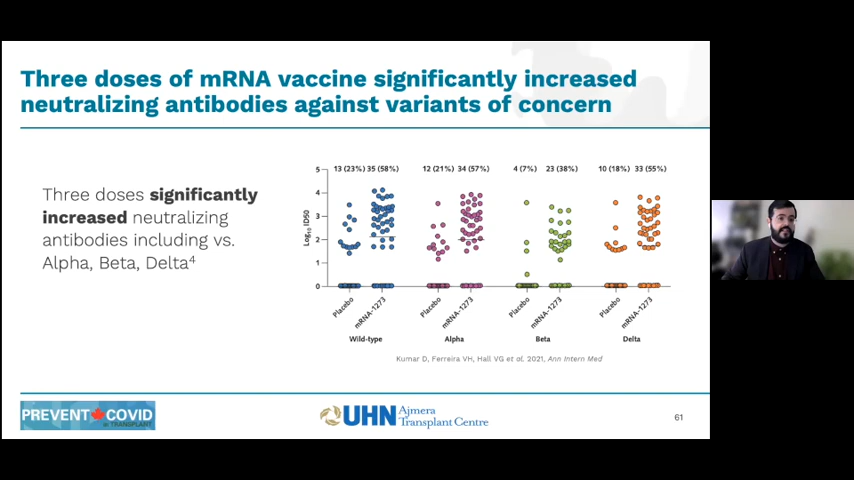 Three doses of mRNA vaccine significantly increased
neutralizing antibodies against variants of concern
Three doses significantly
increased neutralizing
antibodies including vs.
Alpha, Beta, Delta⁴
13 (23%) 35 (58%) 12 (21%) 34 (57%) 4 (7%) 23 (38%) 10 (18%) 33 (55%)
Log₁₀ ID50
5
4
3
2
1
0
Placebo mRNA-1273 Placebo mRNA-1273 Placebo mRNA-1273 Placebo mRNA-1273
Wild-type Alpha Beta Delta
Kumar D, Ferreira VH, Hall VG et al. 2021, Ann Intern Med
PREVENT COVID
IN TRANSPLANT
UHN Ajmera
Transplant Centre
61